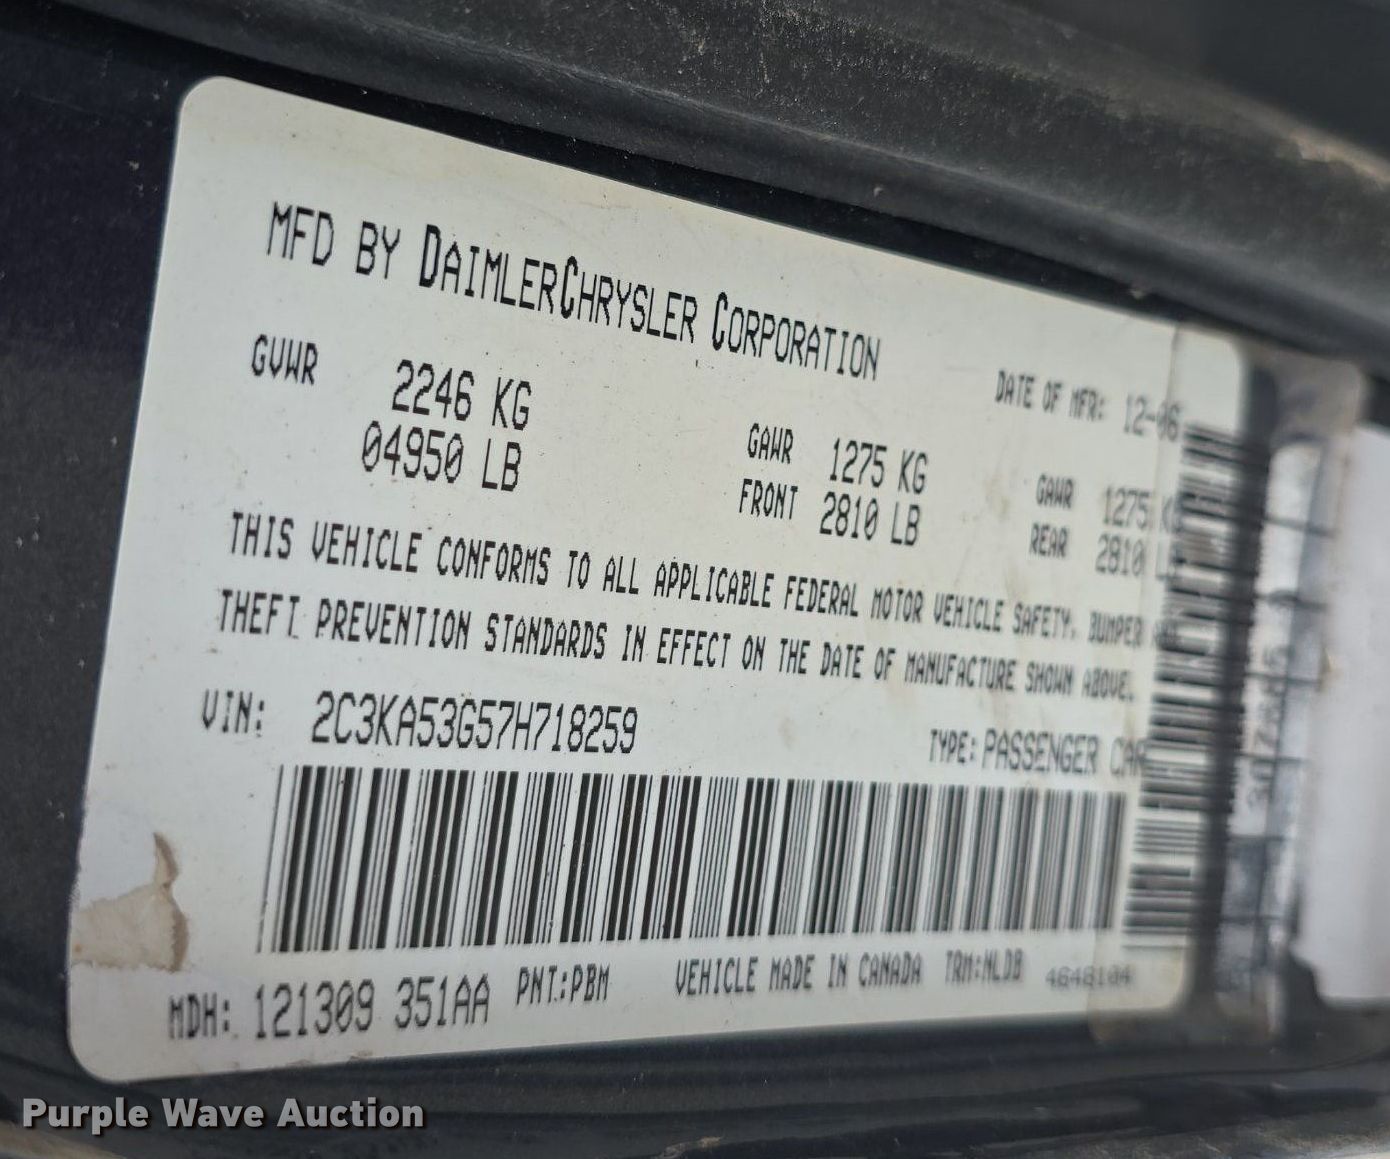 MFD BY DAIMLERCHRYSLER CORPORATION
DATE OF MFR: 12-06
GVWR 2246 KG
04950 LB
GAWR 1275 KG
FRONT 2810 LB
GAWR 1275 K
REAR 2810 L
THIS VEHICLE CONFORMS TO ALL APPLICABLE FEDERAL MOTOR VEHICLE SAFETY, BUMPER
THEFT PREVENTION STANDARDS IN EFFECT ON THE DATE OF MANUFACTURE SHOWN ABOVE.
VIN: 2C3KA53G57H718259
TYPE: PASSENGER CAR
MDH: 121309 351AA PNT:PBM VEHICLE MADE IN CANADA TRM:NLDB
Purple Wave Auction